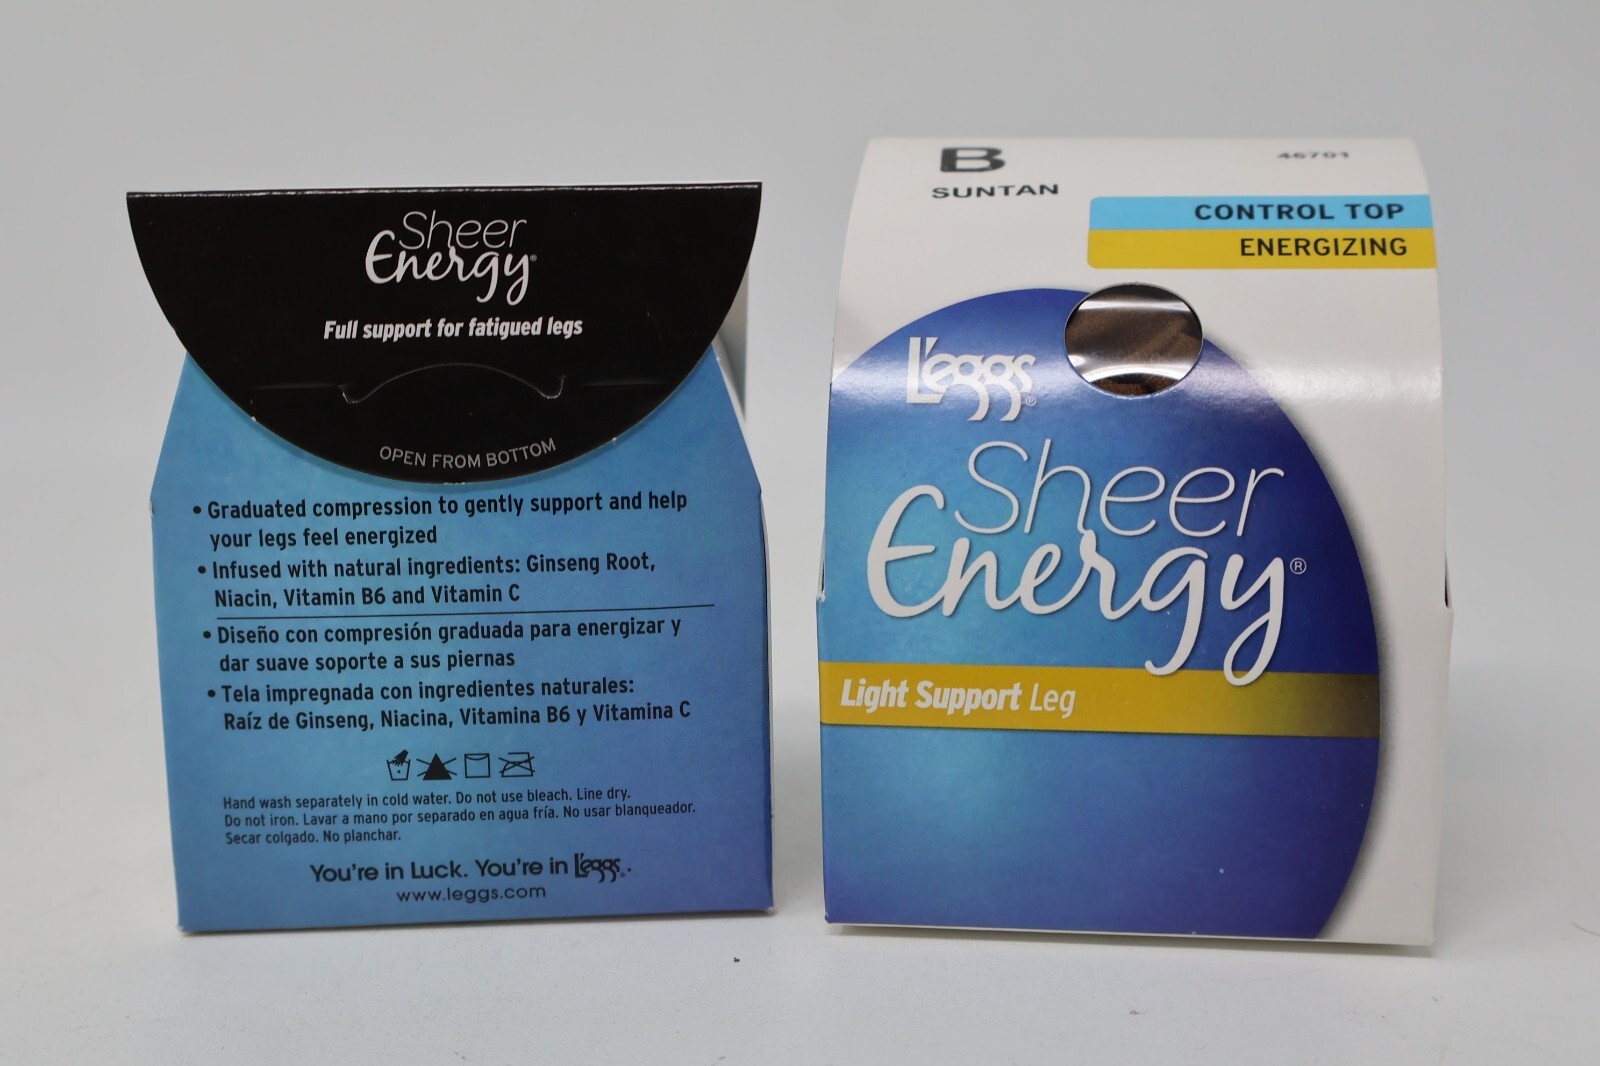 Sheer
Energy®
Full support for fatigued legs
OPEN FROM BOTTOM
• Graduated compression to gently support and help
your legs feel energized
• Infused with natural ingredients: Ginseng Root,
Niacin, Vitamin B6 and Vitamin C
• Diseño con compresión graduada para energizar y
dar suave soporte a sus piernas
• Tela impregnada con ingredientes naturales:
Raíz de Ginseng, Niacina, Vitamina B6 y Vitamina C
Hand wash separately in cold water. Do not use bleach. Line dry.
Do not iron. Lavar a mano por separado en agua fría. No usar blanqueador.
Secar colgado. No planchar.
You're in Luck. You're in L'eggs®.
www.leggs.com
B
46701
SUNTAN
CONTROL TOP
ENERGIZING
L'eggs®
Sheer
Energy®
Light Support Leg